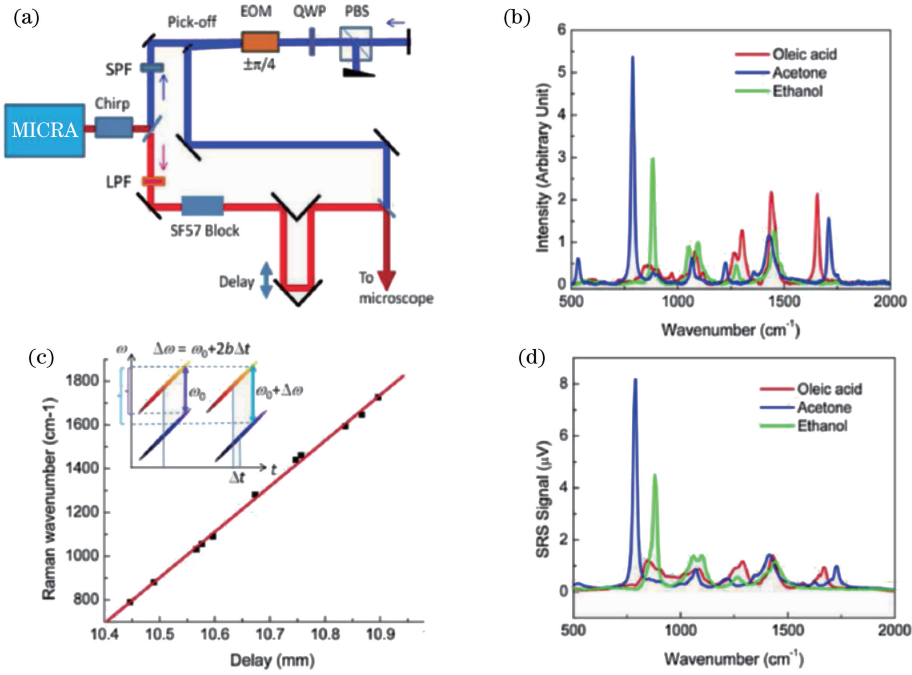 (a)
Pick-off
EOM
QWP
PBS
±π/4
SPF
Chirp
MICRA
LPF
SF57 Block
Delay
To
microscope
(b)
Intensity (Arbitrary Unit)
6
5
4
3
2
1
0
Oleic acid
Acetone
Ethanol
500
1000
1500
2000
Wavenumber (cm⁻¹)
(c)
Raman wavenumber (cm-1)
1800
1600
1400
1200
1000
800
ω
Δω = ω₀+2bΔt
ω₀
ω₀+Δω
Δt
t
10.4
10.5
10.6
10.7
10.8
10.9
Delay (mm)
(d)
SRS Signal (μV)
8
6
4
2
0
Oleic acid
Acetone
Ethanol
500
1000
1500
2000
Wavenumber (cm⁻¹)